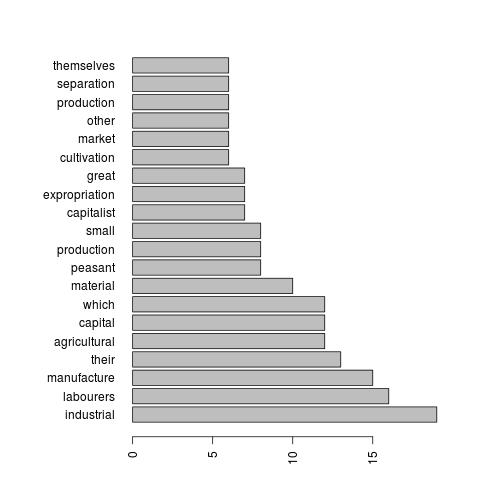 themselves
separation
production
other
market
cultivation
great
expropriation
capitalist
small
production
peasant
material
which
capital
agricultural
their
manufacture
labourers
industrial
0 5 10 15